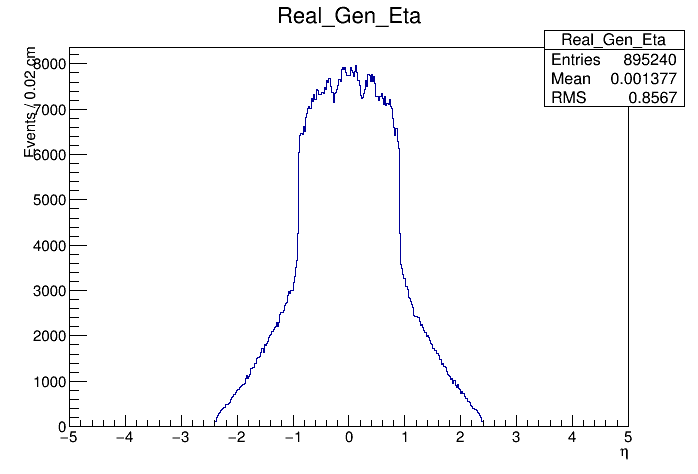 Real_Gen_Eta
Real_Gen_Eta
Entries 895240
Mean 0.001377
RMS 0.8567
Events / 0.02 cm
8000
7000
6000
5000
4000
3000
2000
1000
0
−5 −4 −3 −2 −1 0 1 2 3 4 5
η